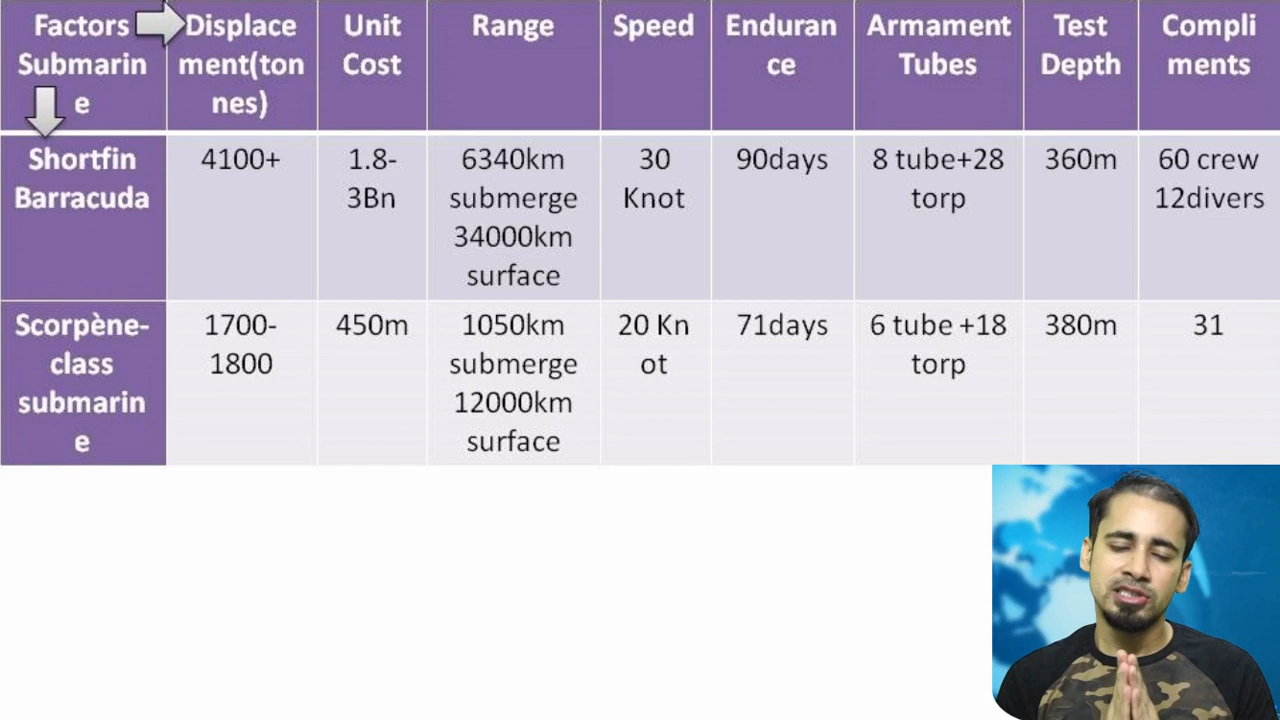 Factors
Submarin
e
Displace
ment(ton
nes)
Unit
Cost
Range
Speed
Enduran
ce
Armament
Tubes
Test
Depth
Compli
ments
Shortfin
Barracuda
4100+
1.8-
3Bn
6340km
submerge
34000km
surface
30
Knot
90days
8 tube+28
torp
360m
60 crew
12divers
Scorpène-
class
submarin
e
1700-
1800
450m
1050km
submerge
12000km
surface
20 Kn
ot
71days
6 tube +18
torp
380m
31